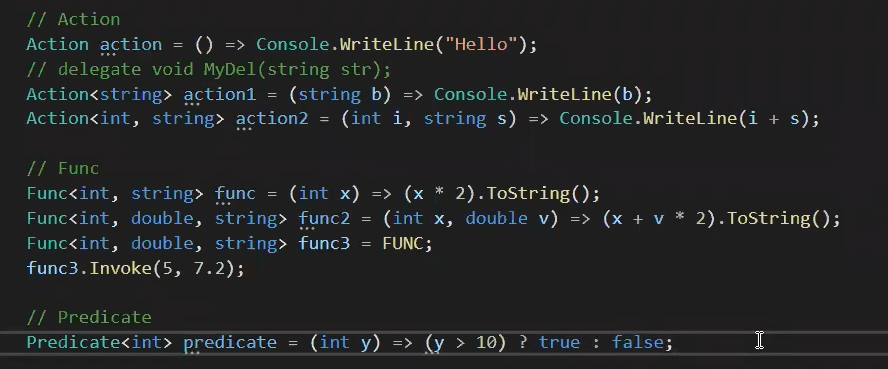 // Action
Action action = () => Console.WriteLine("Hello");
// delegate void MyDel(string str);
Action<string> action1 = (string b) => Console.WriteLine(b);
Action<int, string> action2 = (int i, string s) => Console.WriteLine(i + s);
// Func
Func<int, string> func = (int x) => (x * 2).ToString();
Func<int, double, string> func2 = (int x, double v) => (x + v * 2).ToString();
Func<int, double, string> func3 = FUNC;
func3.Invoke(5, 7.2);
// Predicate
Predicate<int> predicate = (int y) => (y > 10) ? true : false;